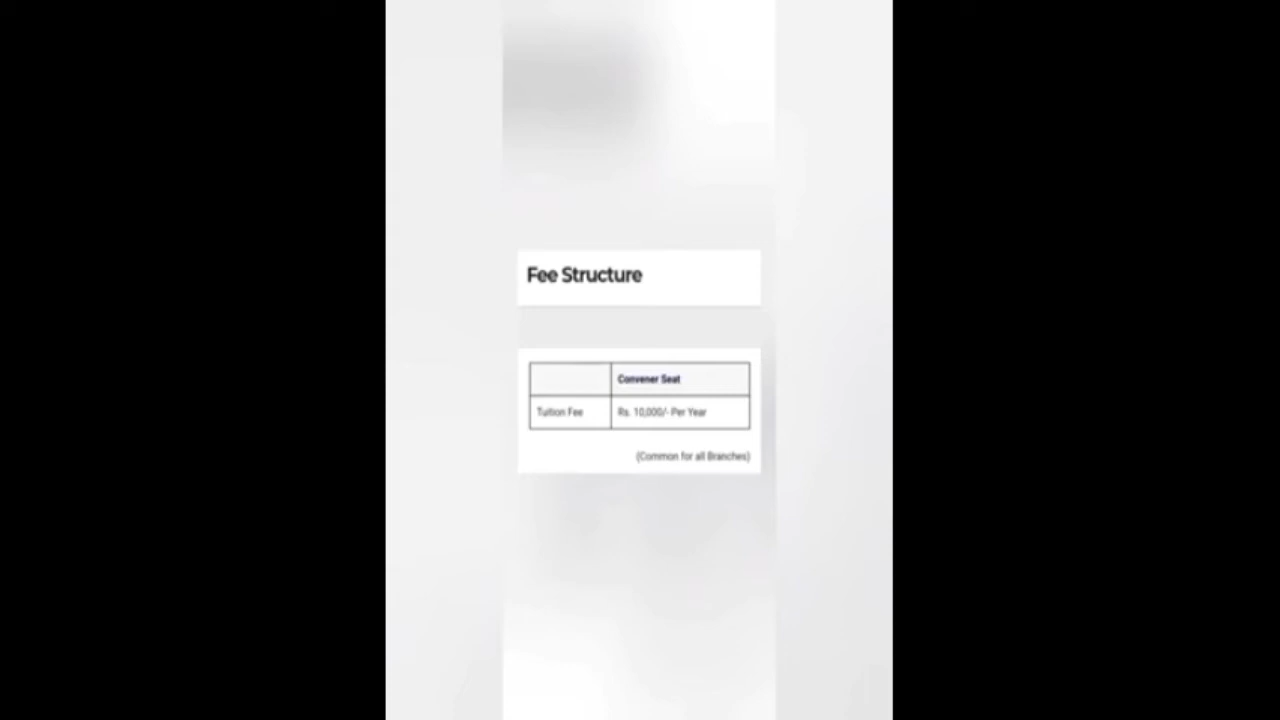 Fee Structure
Convener Seat
Tuition Fee Rs. 10,000/- Per Year
(Common for all Branches)